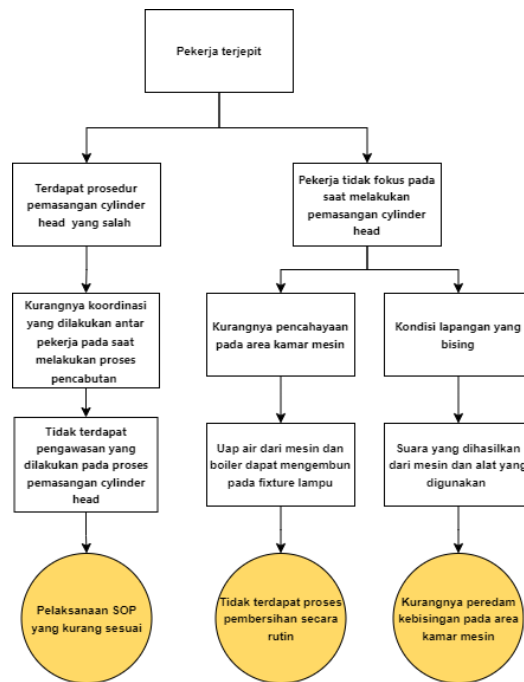 Pekerja terjepit
Terdapat prosedur
pemasangan cylinder
head yang salah
Pekerja tidak fokus pada
saat melakukan
pemasangan cylinder
head
Kurangnya koordinasi
yang dilakukan antar
pekerja pada saat
melakukan proses
pencabutan
Kurangnya pencahayaan
pada area kamar mesin
Kondisi lapangan yang
bising
Tidak terdapat
pengawasan yang
dilakukan pada proses
pemasangan cylinder
head
Uap air dari mesin dan
boiler dapat mengembun
pada fixture lampu
Suara yang dihasilkan
dari mesin dan alat yang
digunakan
Pelaksanaan SOP
yang kurang sesuai
Tidak terdapat proses
pembersihan secara
rutin
Kurangnya peredam
kebisingan pada area
kamar mesin